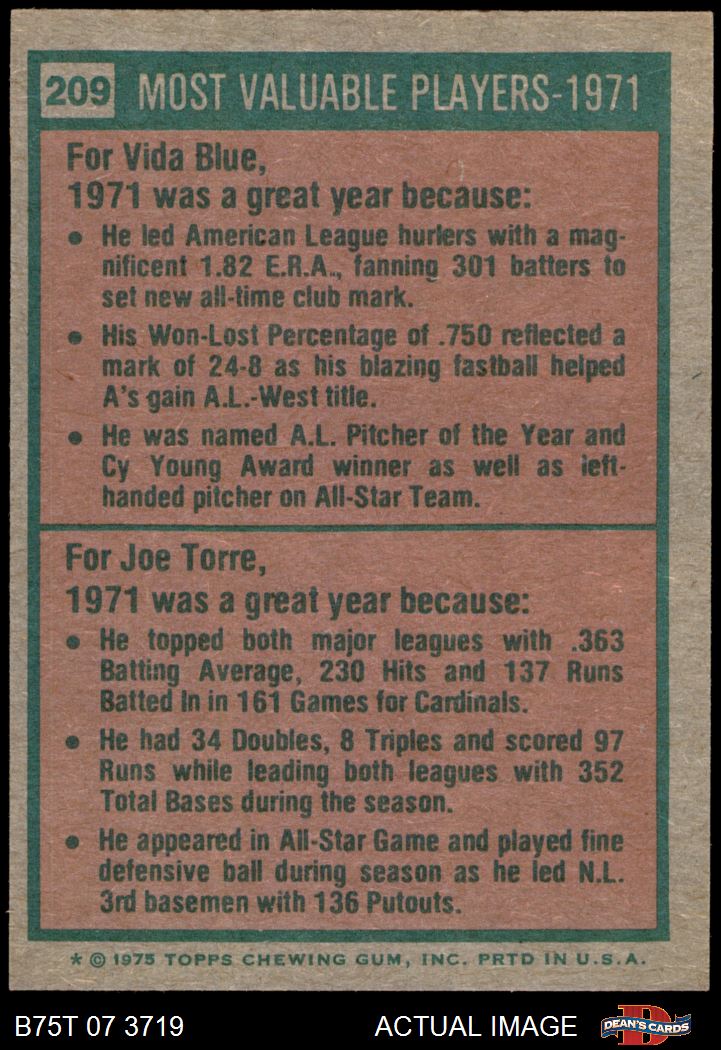 209 MOST VALUABLE PLAYERS-1971
For Vida Blue,
1971 was a great year because:
• He led American League hurlers with a mag-
nificent 1.82 E.R.A., fanning 301 batters to
set new all-time club mark.
• His Won-Lost Percentage of .750 reflected a
mark of 24-8 as his blazing fastball helped
A's gain A.L.-West title.
• He was named A.L. Pitcher of the Year and
Cy Young Award winner as well as left-
handed pitcher on All-Star Team.
For Joe Torre,
1971 was a great year because:
• He topped both major leagues with .363
Batting Average, 230 Hits and 137 Runs
Batted In in 161 Games for Cardinals.
• He had 34 Doubles, 8 Triples and scored 97
Runs while leading both leagues with 352
Total Bases during the season.
• He appeared in All-Star Game and played fine
defensive ball during season as he led N.L.
3rd basemen with 136 Putouts.
* © 1975 TOPPS CHEWING GUM, INC. PRTD IN U.S.A.
B75T 07 3719 ACTUAL IMAGE D DEAN'S CARDS